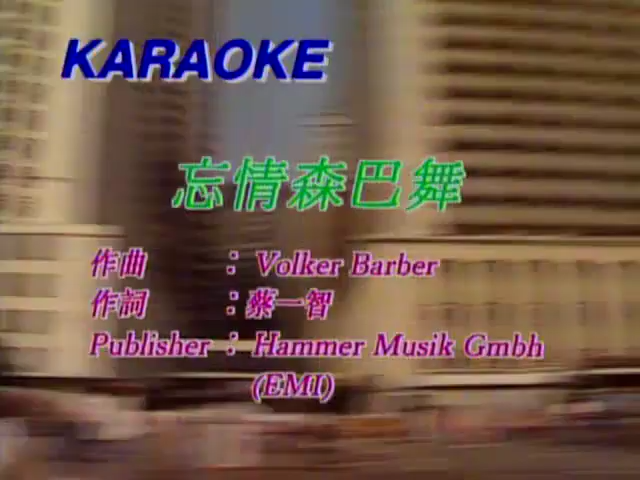 KARAOKE
忘情森巴舞
作曲 : Volker Barber
作詞 : 蔡一智
Publisher : Hammer Musik Gmbh
(EMI)